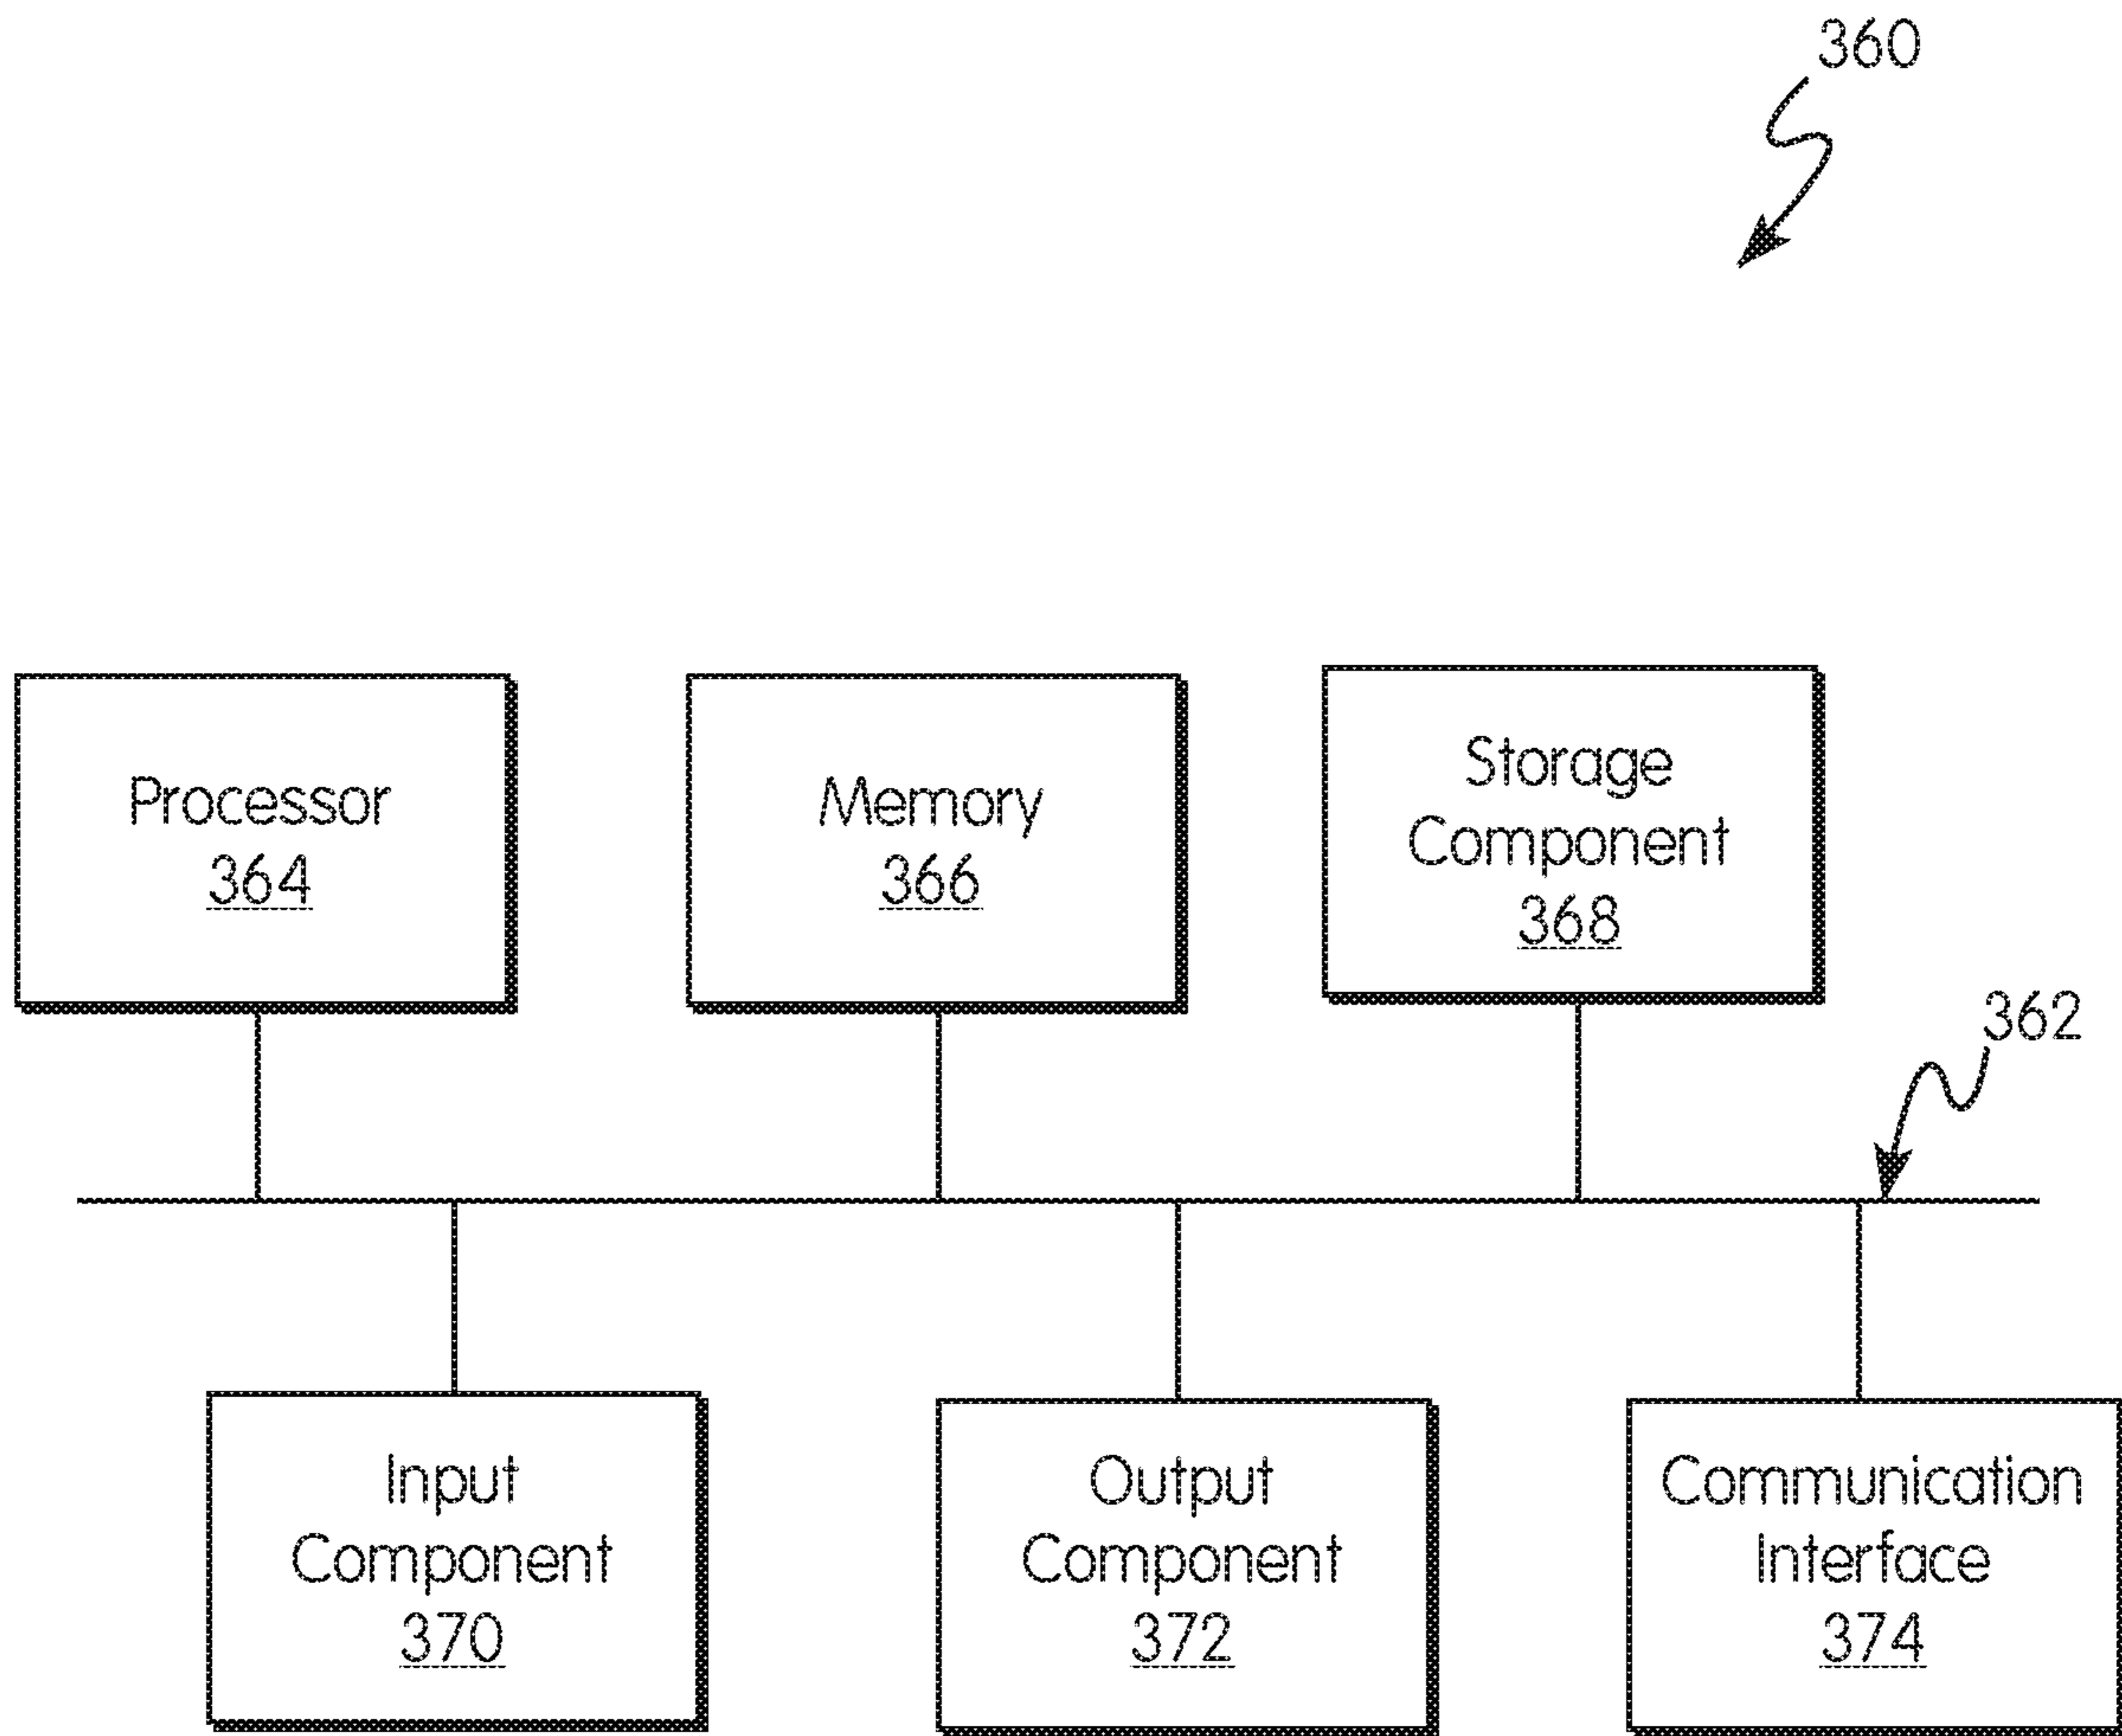 360
Processor
364
Memory
366
Storage
Component
368
362
Input
Component
370
Output
Component
372
Communication
Interface
374